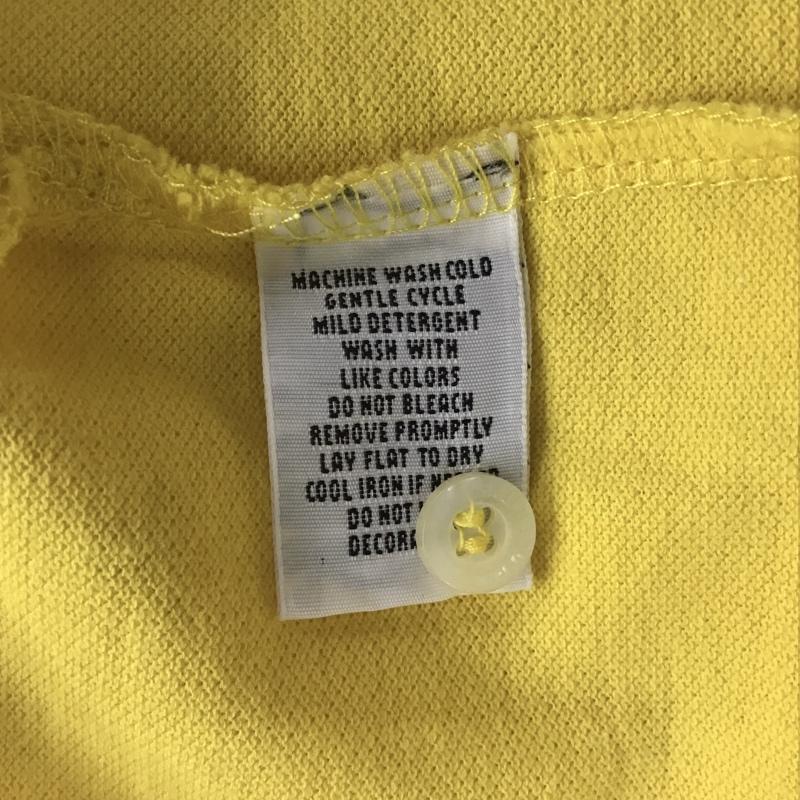 MACHINE WASH COLD
GENTLE CYCLE
MILD DETERGENT
WASH WITH
LIKE COLORS
DO NOT BLEACH
REMOVE PROMPTLY
LAY FLAT TO DRY
COOL IRON IF
DO NOT